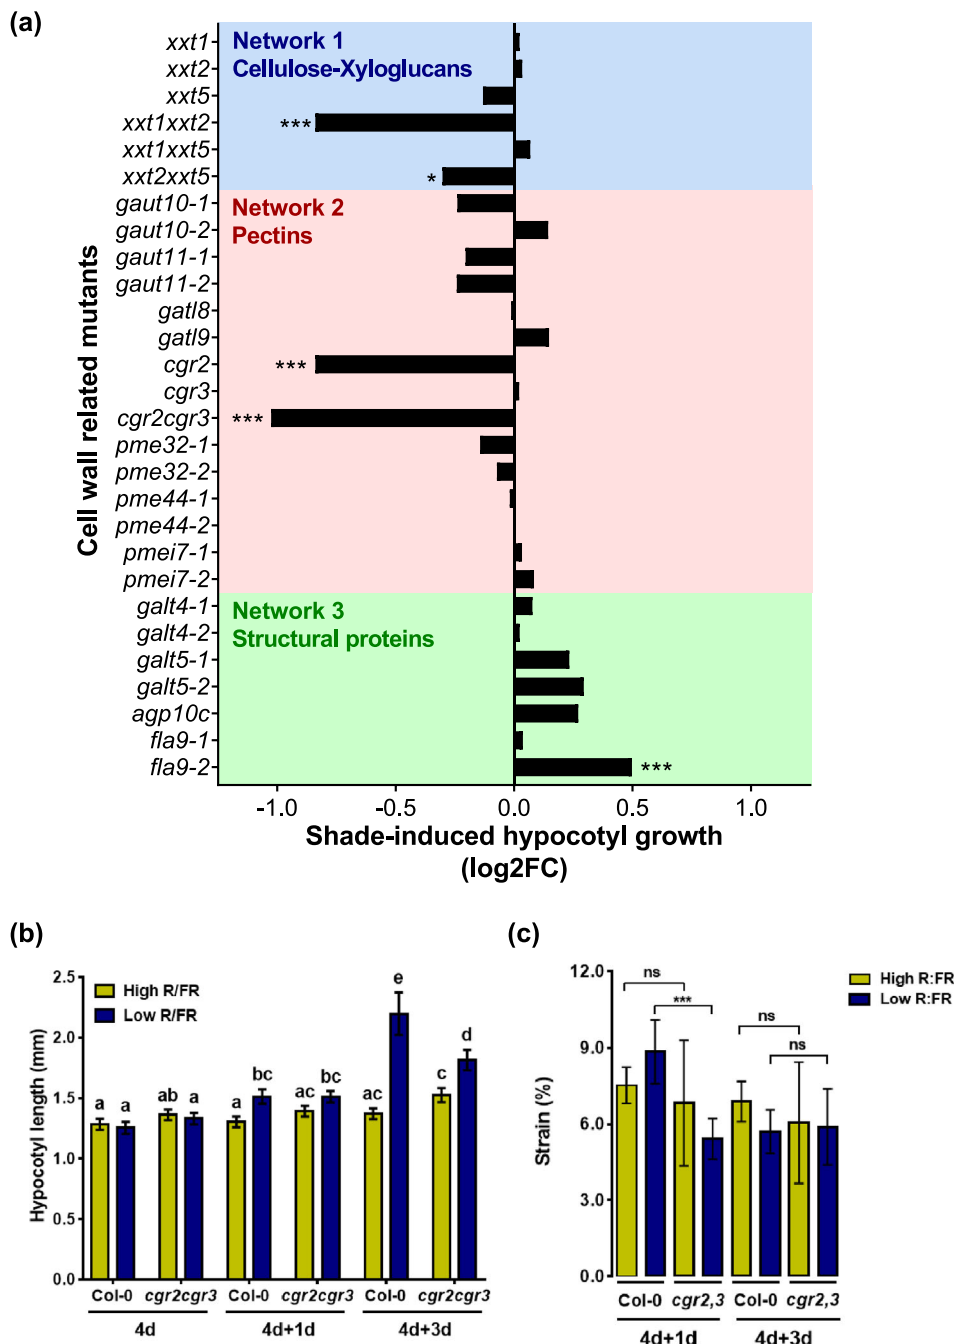 (a)
Cell wall related mutants
xxt1
xxt2
xxt5
xxt1xxt2
xxt1xxt5
xxt2xxt5
gaut10-1
gaut10-2
gaut11-1
gaut11-2
gatl8
gatl9
cgr2
cgr3
cgr2cgr3
pme32-1
pme32-2
pme44-1
pme44-2
pmei7-1
pmei7-2
galt4-1
galt4-2
galt5-1
galt5-2
agp10c
fla9-1
fla9-2
Network 1
Cellulose-Xyloglucans
***
*
Network 2
Pectins
***
***
Network 3
Structural proteins
***
-1.0 -0.5 0.0 0.5 1.0
Shade-induced hypocotyl growth
(log2FC)
(b)
Hypocotyl length (mm)
2.5
2.0
1.5
1.0
0.5
0.0
High R/FR
Low R/FR
a a ab a a bc ac bc ac e c d
Col-0 cgr2cgr3 Col-0 cgr2cgr3 Col-0 cgr2cgr3
4d 4d+1d 4d+3d
(c)
Strain (%)
12.0
9.0
6.0
3.0
0.0
High R:FR
Low R:FR
ns
***
ns
ns
Col-0 cgr2,3 Col-0 cgr2,3
4d+1d 4d+3d